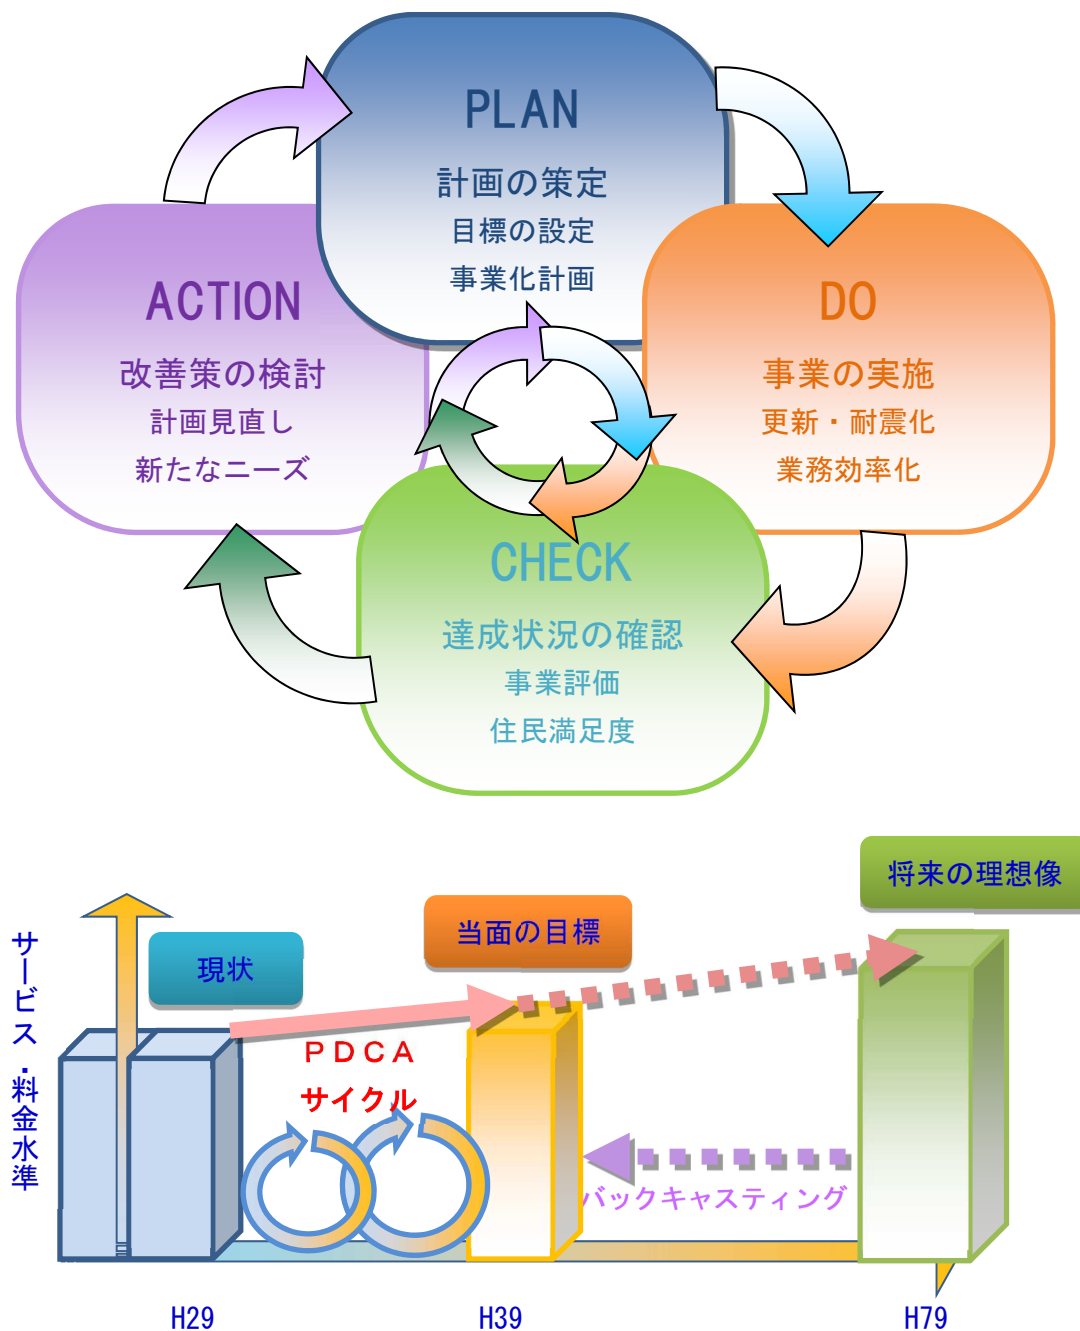 PLAN
計画の策定
目標の設定
事業化計画
ACTION
改善策の検討
計画見直し
新たなニーズ
DO
事業の実施
更新・耐震化
業務効率化
CHECK
達成状況の確認
事業評価
住民満足度
将来の理想像
当面の目標
現状
サービス・料金水準
ＰＤＣＡ
サイクル
バックキャスティング
H29
H39
H79